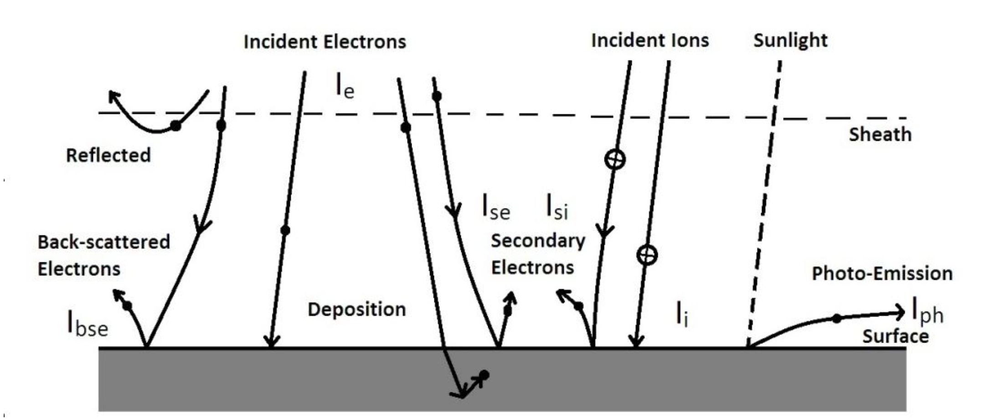 Incident Electrons
Incident Ions
Sunlight
Ie
Sheath
Reflected
Ise
Isi
Back-scattered
Electrons
Secondary
Electrons
Photo-Emission
Ibse
Deposition
Ii
Iph
Surface